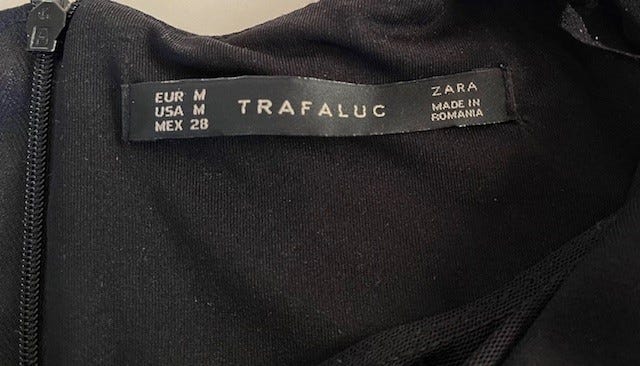 EUR M
USA M
MEX 28
TRAFALUC
ZARA
MADE IN
ROMANIA